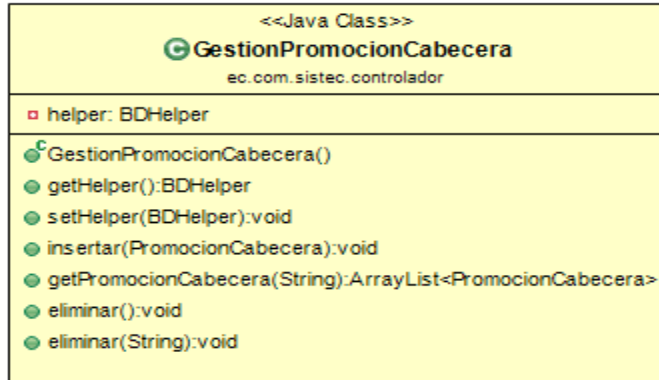 <<Java Class>>
GestionPromocionCabecera
ec.com.sistec.controlador
helper: BDHelper
GestionPromocionCabecera()
getHelper():BDHelper
setHelper(BDHelper):void
insertar(PromocionCabecera):void
getPromocionCabecera(String):ArrayList<PromocionCabecera>
eliminar():void
eliminar(String):void